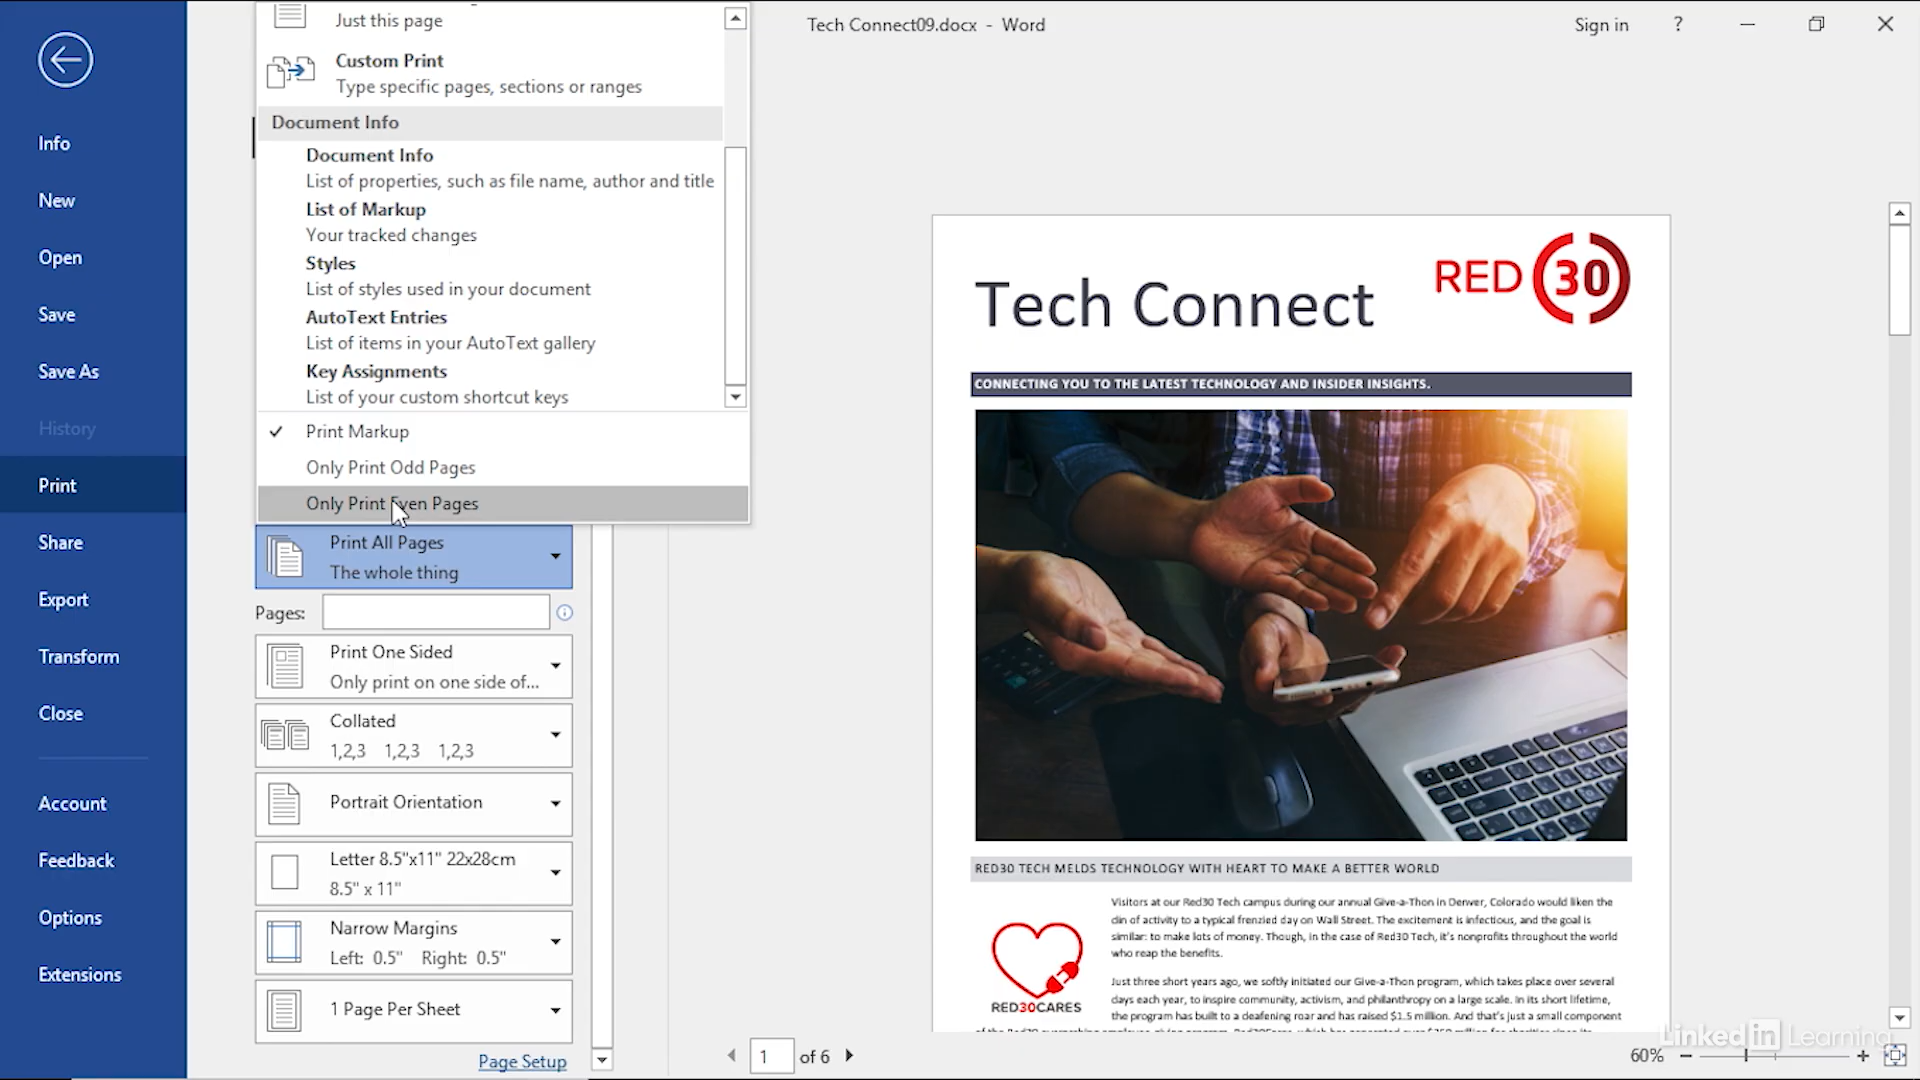 Tech Connect09.docx - Word
Sign in
?
Info
New
Open
Save
Save As
History
Print
Share
Export
Transform
Close
Account
Feedback
Options
Extensions
Just this page
Custom Print
Type specific pages, sections or ranges
Document Info
Document Info
List of properties, such as file name, author and title
List of Markup
Your tracked changes
Styles
List of styles used in your document
AutoText Entries
List of items in your AutoText gallery
Key Assignments
List of your custom shortcut keys
Print Markup
Only Print Odd Pages
Only Print Even Pages
Print All Pages
The whole thing
Pages:
Print One Sided
Only print on one side of...
Collated
1,2,3 1,2,3 1,2,3
Portrait Orientation
Letter 8.5"x11" 22x28cm
8.5" x 11"
Narrow Margins
Left: 0.5" Right: 0.5"
1 Page Per Sheet
Page Setup
Tech Connect
RED 30
CONNECTING YOU TO THE LATEST TECHNOLOGY AND INSIDER INSIGHTS.
RED30 TECH MELDS TECHNOLOGY WITH HEART TO MAKE A BETTER WORLD
Visitors at our Red30 Tech campus during our annual Give-a-Thon in Denver, Colorado would liken the
din of activity to a typical frenzied day on Wall Street. The excitement is infectious, and the goal is
similar: to make lots of money. Though, in the case of Red30 Tech, it's nonprofits throughout the world
who reap the benefits.
RED30CARES
Just three short years ago, we softly initiated our Give-a-Thon program, which takes place over several
days each year, to inspire community, activism, and philanthropy on a large scale. In its short lifetime,
the program has built to a deafening roar and has raised $1.5 million. And that's just a small component
1 of 6
60%
Linked in Learning